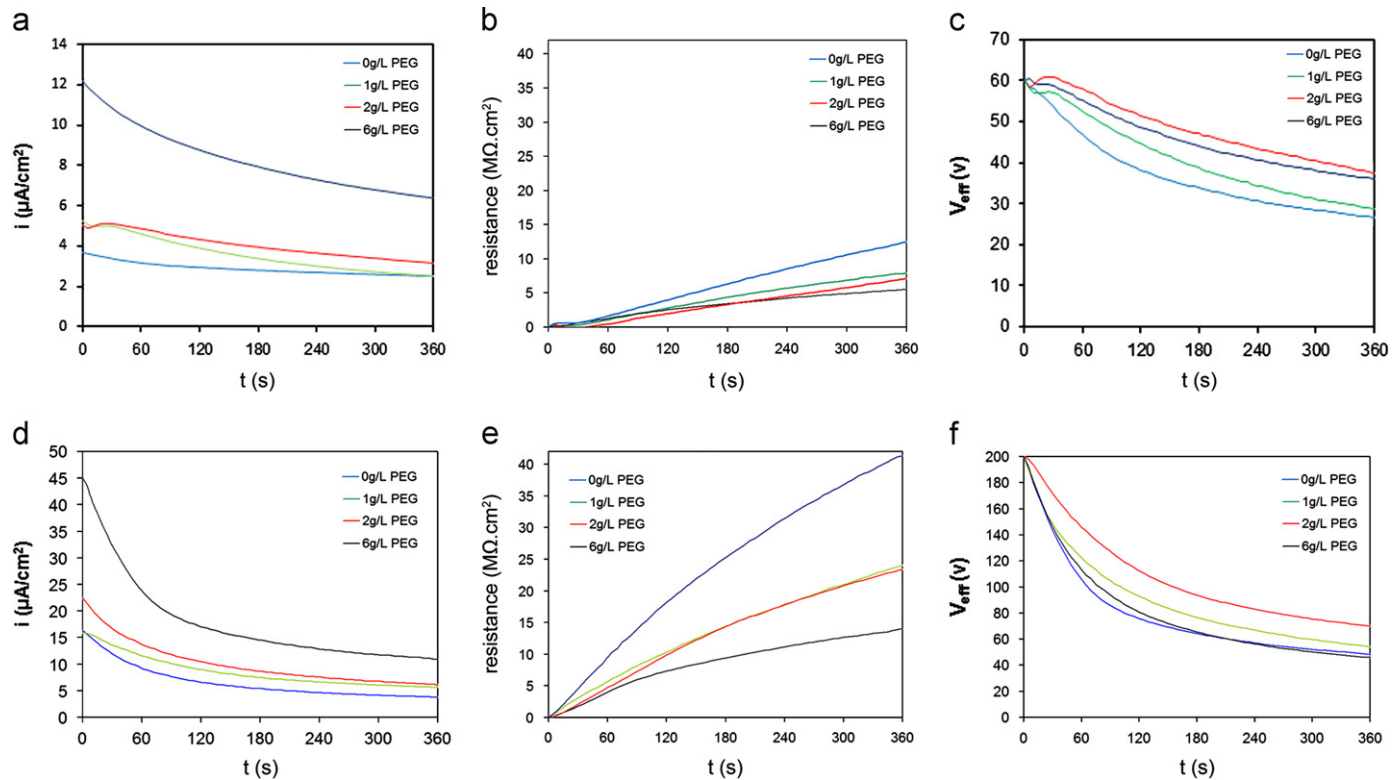 a
i (µA/cm²)
14
12
10
8
6
4
2
0
0g/L PEG
1g/L PEG
2g/L PEG
6g/L PEG
0 60 120 180 240 300 360
t (s)
b
resistance (MΩ.cm²)
40
35
30
25
20
15
10
5
0
0g/L PEG
1g/L PEG
2g/L PEG
6g/L PEG
0 60 120 180 240 300 360
t (s)
c
Veff (v)
70
60
50
40
30
20
10
0
0g/L PEG
1g/L PEG
2g/L PEG
6g/L PEG
0 60 120 180 240 300 360
t (s)
d
i (µA/cm²)
50
45
40
35
30
25
20
15
10
5
0
0g/L PEG
1g/L PEG
2g/L PEG
6g/L PEG
0 60 120 180 240 300 360
t (s)
e
resistance (MΩ.cm²)
40
35
30
25
20
15
10
5
0
0g/L PEG
1g/L PEG
2g/L PEG
6g/L PEG
0 60 120 180 240 300 360
t (s)
f
Veff (v)
200
180
160
140
120
100
80
60
40
20
0
0g/L PEG
1g/L PEG
2g/L PEG
6g/L PEG
0 60 120 180 240 300 360
t (s)